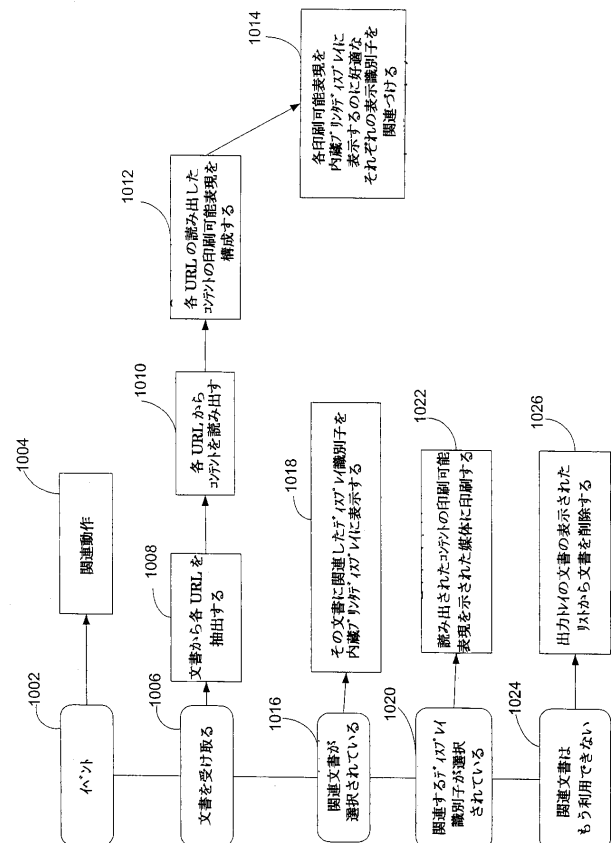 1002
イベント
1004
関連動作
1006
文書を受け取る
1008
文書から各URLを
抽出する
1010
各URLから
コンテントを読み出す
1012
各URLの読み出した
コンテントの印刷可能表現を
構成する
1014
各印刷可能表現を
内蔵プリンタディスプレイに
表示するのに好適な
それぞれの表示識別子を
関連づける
1016
関連文書が
選択されている
1018
その文書に関連したディスプレイ識別子を
内蔵プリンタディスプレイに表示する
1020
関連するディスプレイ
識別子が選択
されている
1022
読み出されたコンテントの印刷可能
表現を示された媒体に印刷する
1024
関連文書は
もう利用できない
1026
出力トレイの文書の表示された
リストから文書を削除する